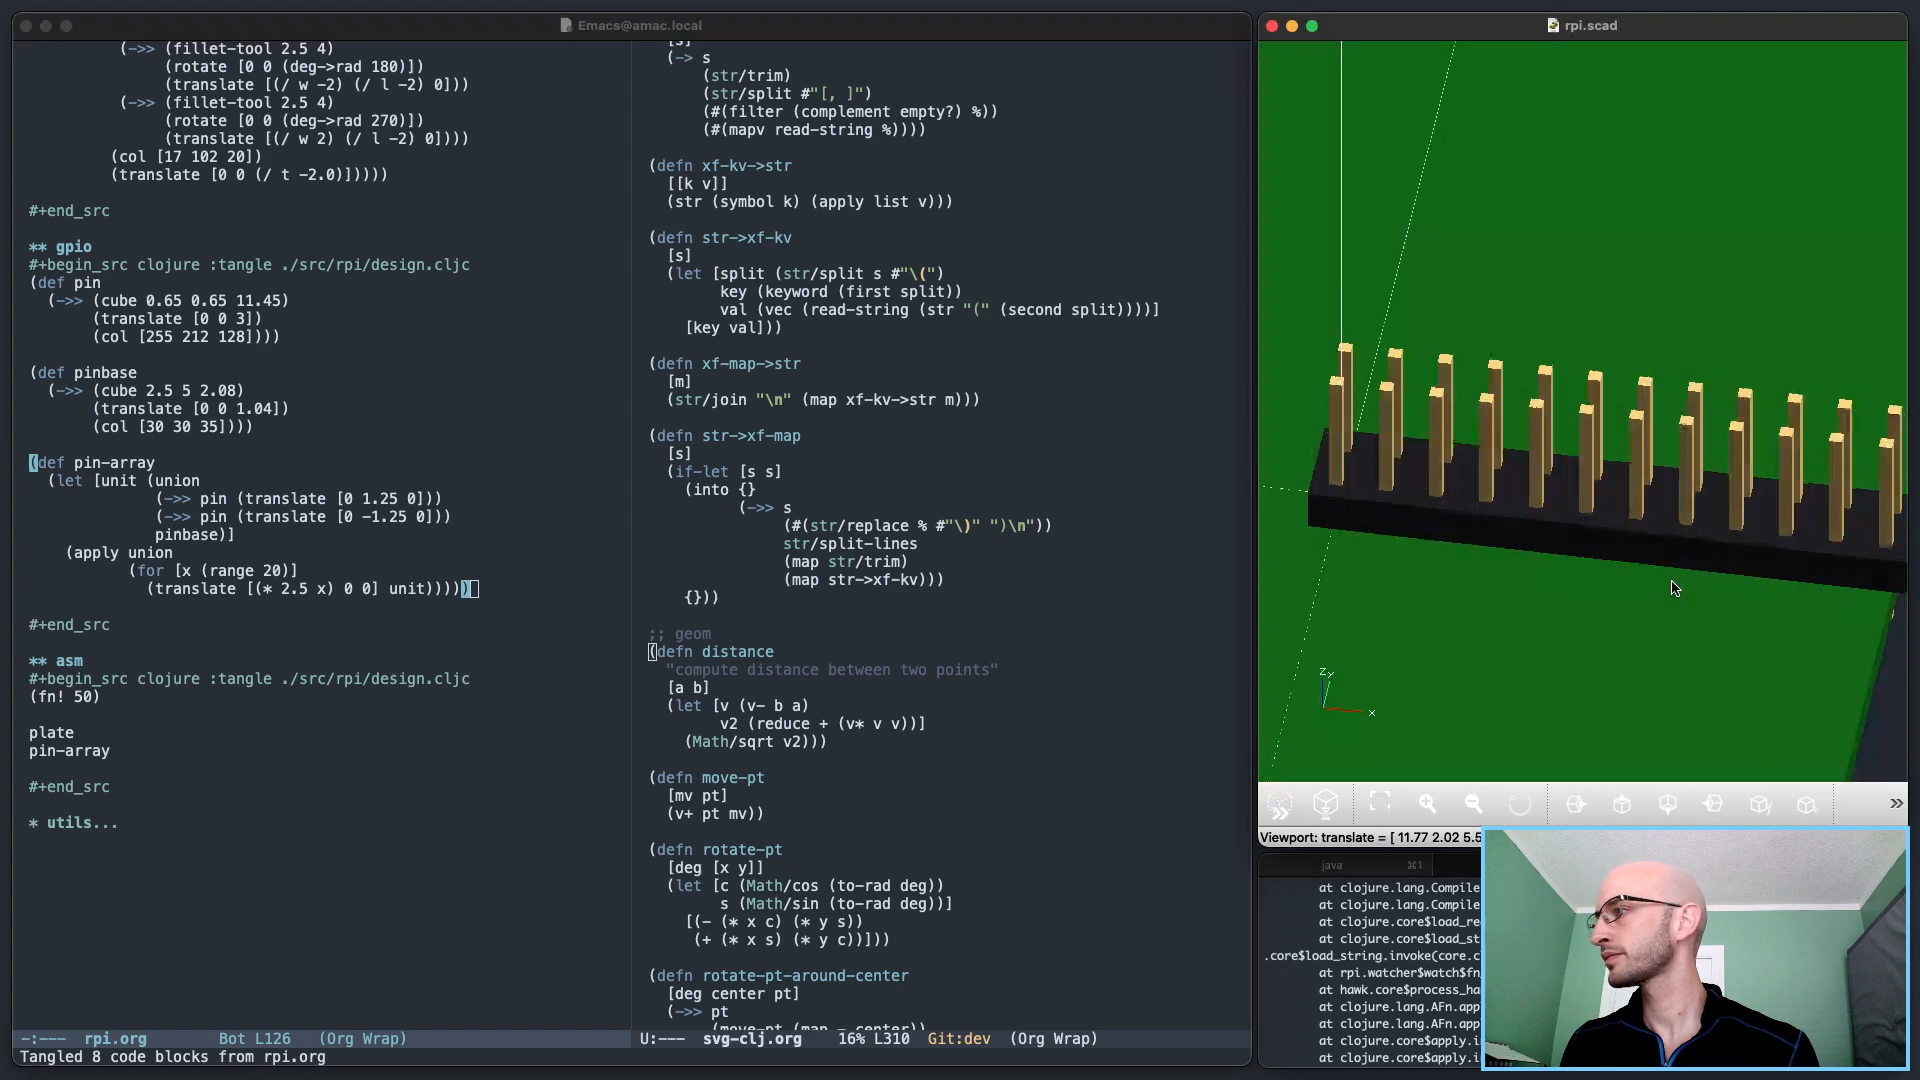 Emacs@amac.local
(->> (fillet-tool 2.5 4)
(rotate [0 0 (deg->rad 180)])
(translate [(/ w -2) (/ l -2) 0]))
(->> (fillet-tool 2.5 4)
(rotate [0 0 (deg->rad 270)])
(translate [(/ w 2) (/ l -2) 0])))
(col [17 102 20])
(translate [0 0 (/ t -2.0)]))))
#+end_src
** gpio
#+begin_src clojure :tangle ./src/rpi/design.cljc
(def pin
(->> (cube 0.65 0.65 11.45)
(translate [0 0 3])
(col [255 212 128])))
(def pinbase
(->> (cube 2.5 5 2.08)
(translate [0 0 1.04])
(col [30 30 35])))
(def pin-array
(let [unit (union
(->> pin (translate [0 1.25 0]))
(->> pin (translate [0 -1.25 0]))
pinbase)]
(apply union
(for [x (range 20)]
(translate [(* 2.5 x) 0 0] unit)))))
#+end_src
** asm
#+begin_src clojure :tangle ./src/rpi/design.cljc
(fn! 50)
plate
pin-array
#+end_src
* utils...
-:--- rpi.org Bot L126 (Org Wrap)
Tangled 8 code blocks from rpi.org
[s]
(-> s
(str/trim)
(str/split #"[, ]")
(#(filter (complement empty?) %))
(#(mapv read-string %))))
(defn xf-kv->str
[[k v]]
(str (symbol k) (apply list v)))
(defn str->xf-kv
[s]
(let [split (str/split s #"\(")
key (keyword (first split))
val (vec (read-string (str "(" (second split))))]
[key val]))
(defn xf-map->str
[m]
(str/join "\n" (map xf-kv->str m)))
(defn str->xf-map
[s]
(if-let [s s]
(into {}
(->> s
(#(str/replace % #"\)" ")\n"))
str/split-lines
(map str/trim)
(map str->xf-kv)))
{}))
;; geom
(defn distance
"compute distance between two points"
[a b]
(let [v (v- b a)
v2 (reduce + (v* v v))]
(Math/sqrt v2)))
(defn move-pt
[mv pt]
(v+ pt mv))
(defn rotate-pt
[deg [x y]]
(let [c (Math/cos (to-rad deg))
s (Math/sin (to-rad deg))]
[(- (* x c) (* y s))
(+ (* x s) (* y c))]))
(defn rotate-pt-around-center
[deg center pt]
(->> pt
(move-pt (map - center))
U:--- svg-clj.org 16% L310 Git:dev (Org Wrap)
rpi.scad
z
y
x
Viewport: translate = [ 11.77 2.02 5.5
java ⌘1
at clojure.lang.Compile
at clojure.lang.Compile
at clojure.core$load_re
at clojure.core$load_st
.core$load_string.invoke(core.c
at rpi.watcher$watch$fn
at hawk.core$process_ha
at clojure.lang.AFn.app
at clojure.lang.AFn.app
at clojure.core$apply.i
at clojure.core$apply.i